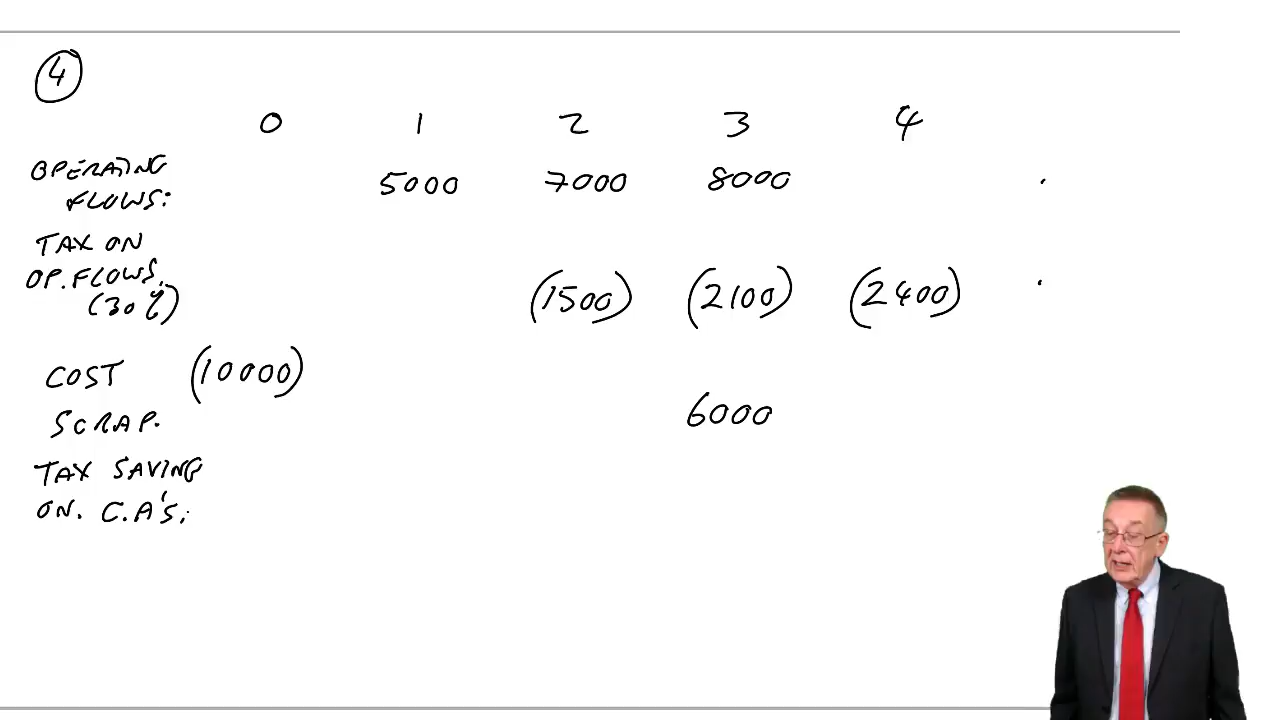 4
0 1 2 3 4
OPERATING
FLOWS: 5000 7000 8000
TAX ON
OP. FLOWS.
(30%) (1500) (2100) (2400)
COST (10000)
SCRAP. 6000
TAX SAVING
ON. C.A'S: